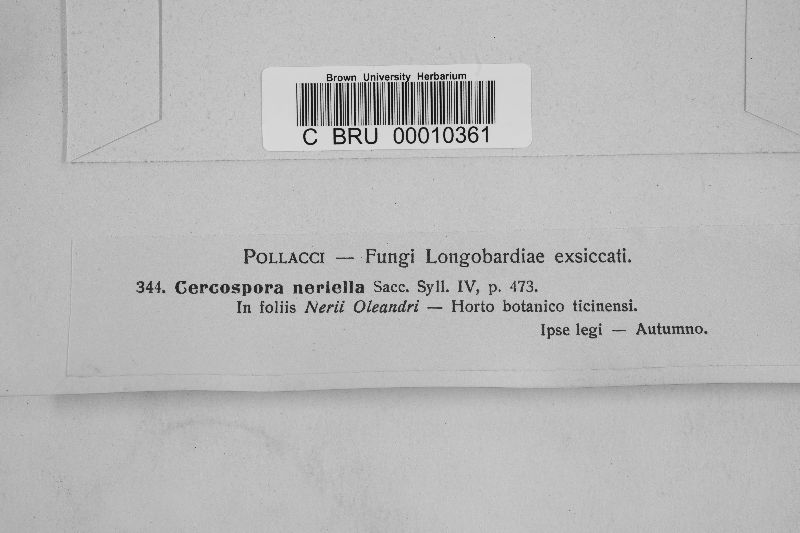 Brown University Herbarium
C BRU 00010361
POLLACCI — Fungi Longobardiae exsiccati.
344. Cercospora neriella Sacc. Syll. IV, p. 473.
In foliis Nerii Oleandri — Horto botanico ticinensi.
Ipse legi — Autumno.